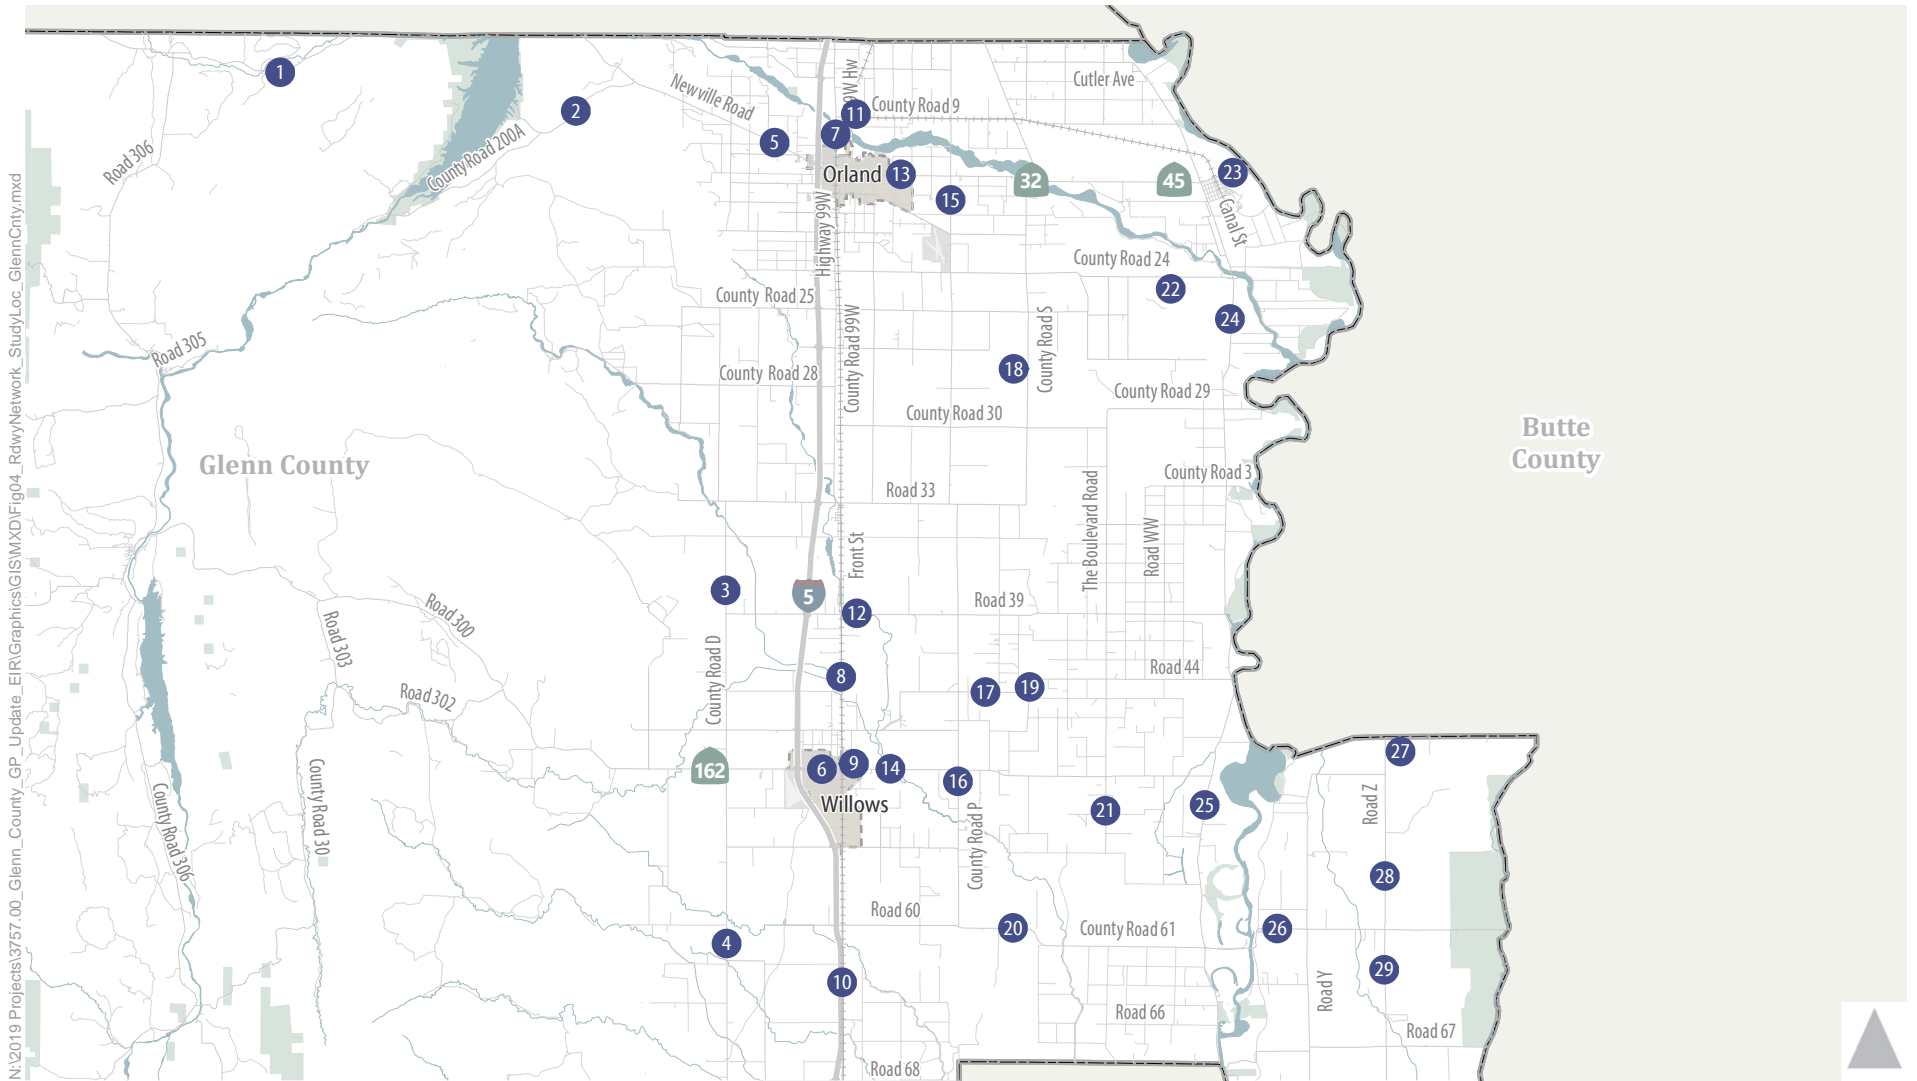 N:\2019 Projects\3757.00_Glenn_County_GP_Update_EIR\Graphics\GIS\MXD\Fig04_RdwyNetwork_StudyLoc_GlennCnty.mxd
1
2
Newville Road
99W Hw
11
County Road 9
Cutler Ave
5
7
Road 306
County Road 200A
Orland
13
15
32
45
23
Canal St
Highway 99W
County Road 24
County Road 25
22
24
Road 305
County Road 99W
County Road S
18
County Road 28
County Road 29
County Road 30
Butte
County
Glenn County
County Road 3
Road 33
The Boulevard Road
Road WW
Front St
3
5
12
Road 39
Road 300
Road 303
County Road D
8
Road 44
17
19
Road 302
162
6
9
14
16
27
Willows
County Road 30
County Road 306
County Road P
21
25
Road Z
28
Road 60
20
County Road 61
26
4
29
10
Road Y
Road 66
Road 67
Road 68